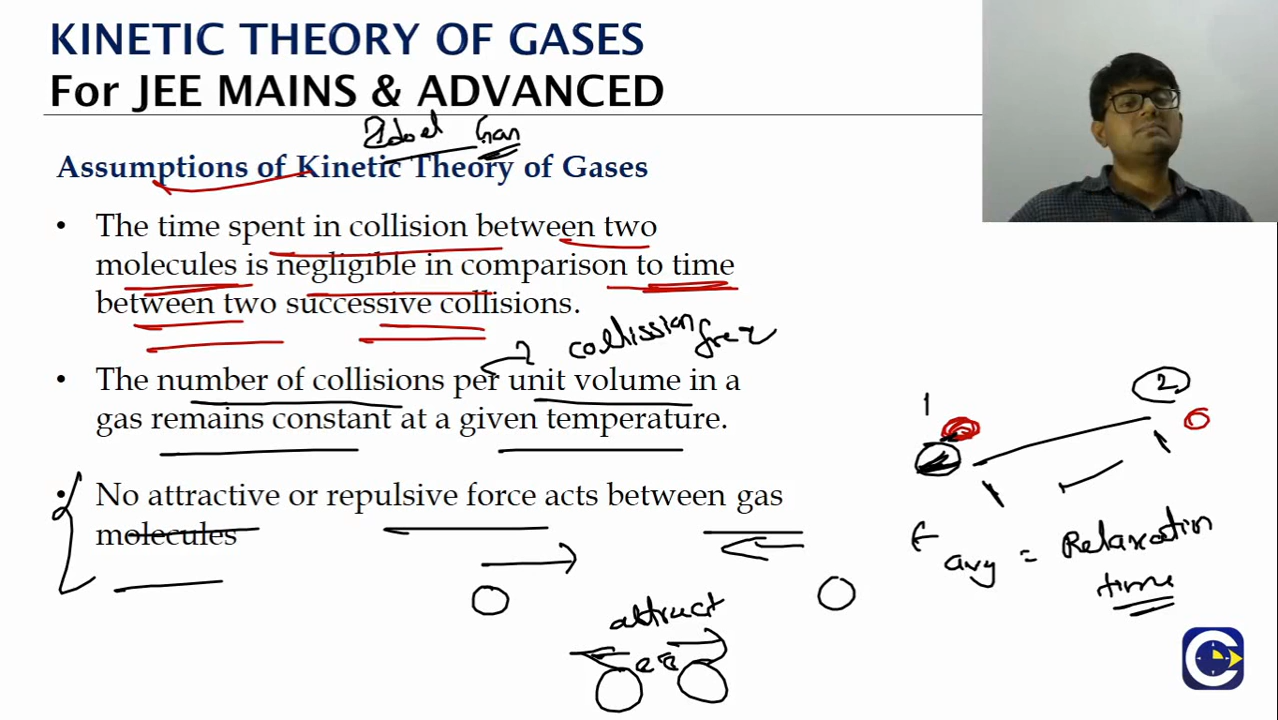 KINETIC THEORY OF GASES
For JEE MAINS & ADVANCED
Assumptions of Kinetic Theory of Gases
• The time spent in collision between two
molecules is negligible in comparison to time
between two successive collisions.
collission freq
• The number of collisions per unit volume in a
gas remains constant at a given temperature.
• No attractive or repulsive force acts between gas
molecules
attract
1
2
avg = Relaxation
time